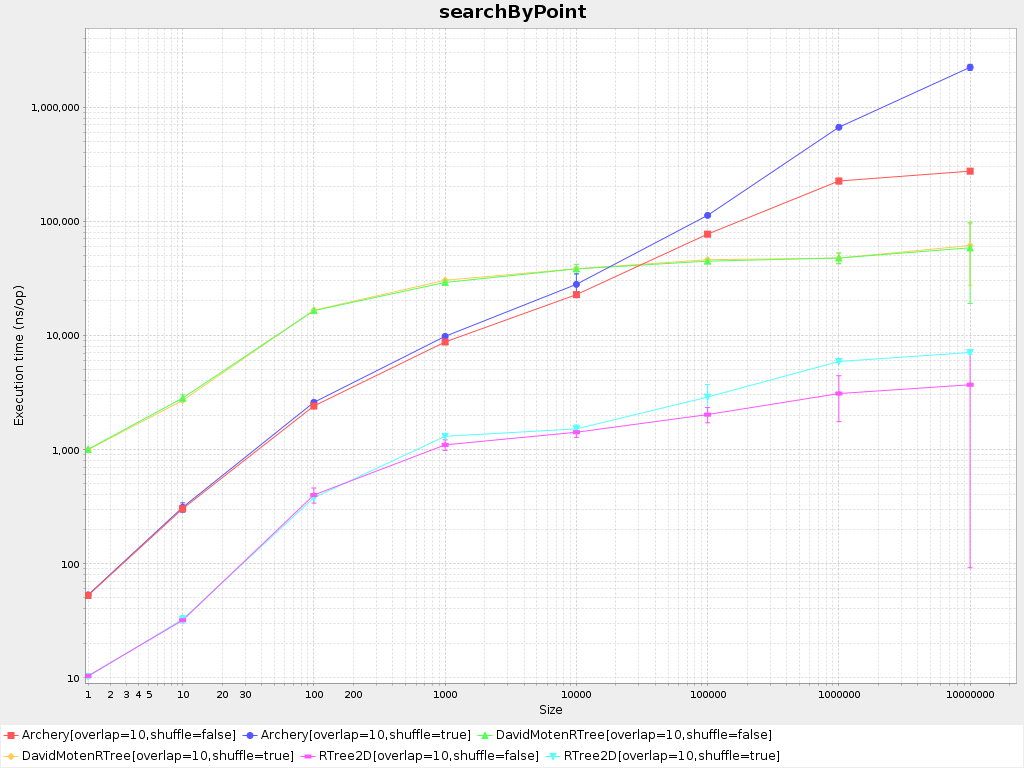 searchByPoint
Execution time (ns/op)
1,000,000
100,000
10,000
1,000
100
10
1 2 3 4 5 10 20 30 100 200 1000 10000 100000 1000000 10000000
Size
Archery[overlap=10,shuffle=false] Archery[overlap=10,shuffle=true] DavidMotenRTree[overlap=10,shuffle=false]
DavidMotenRTree[overlap=10,shuffle=true] RTree2D[overlap=10,shuffle=false] RTree2D[overlap=10,shuffle=true]